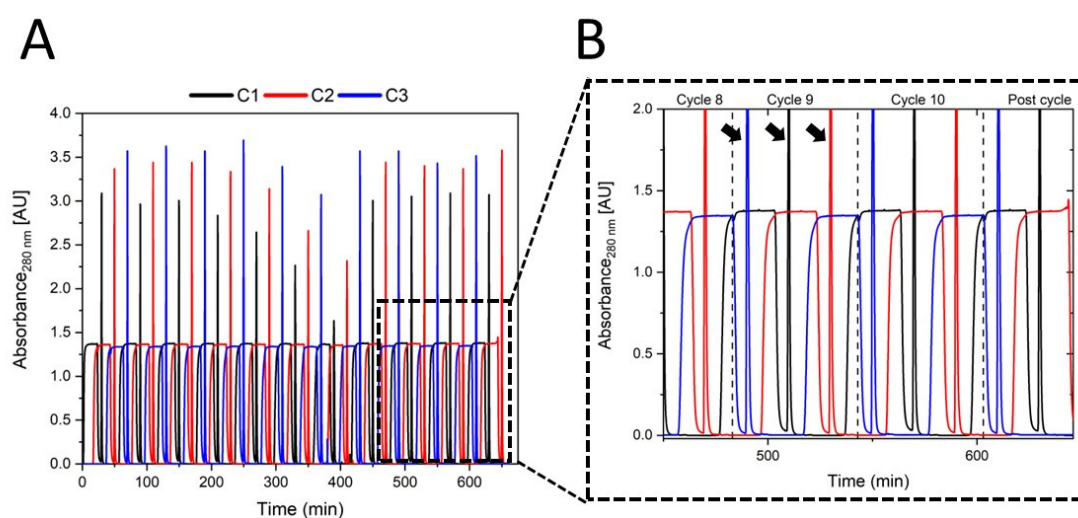 A
B
C1 C2 C3
Absorbance280 nm [AU]
4.0
3.5
3.0
2.5
2.0
1.5
1.0
0.5
0.0
0 100 200 300 400 500 600
Time (min)
Cycle 8 Cycle 9 Cycle 10 Post cycle
Absorbance280 nm [AU]
2.0
1.5
1.0
0.5
0.0
500 600
Time (min)